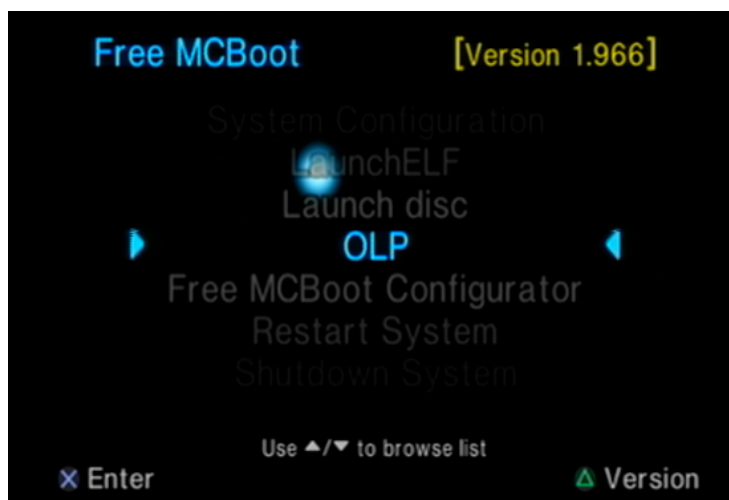 Free MCBoot [Version 1.966]
System Configuration
LaunchELF
Launch disc
OLP
Free MCBoot Configurator
Restart System
Shutdown System
Use ▲/▼ to browse list
Enter Version